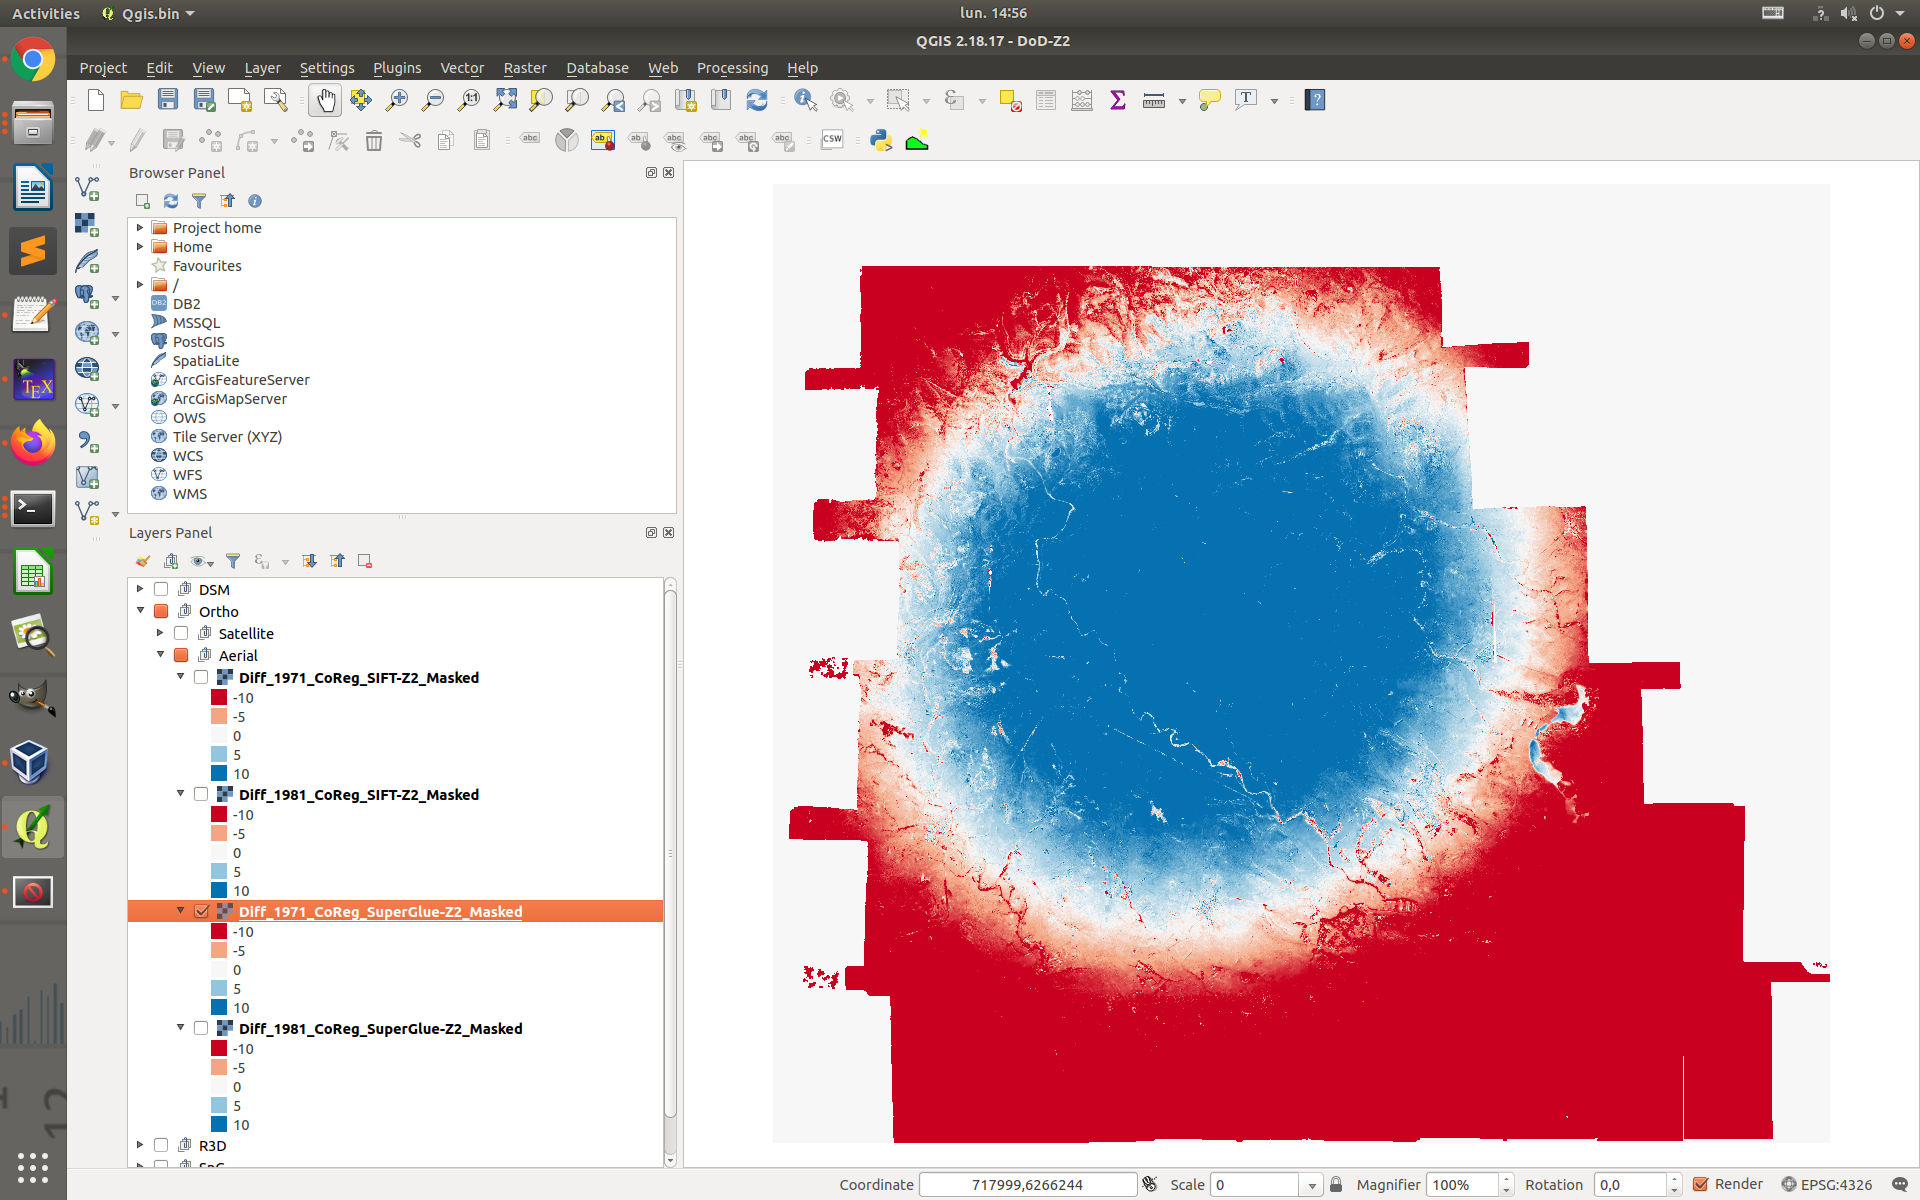 Activities
Qgis.bin
lun. 14:56
QGIS 2.18.17 - DoD-Z2
Project Edit View Layer Settings Plugins Vector Raster Database Web Processing Help
Browser Panel
Project home
Home
Favourites
/
DB2
MSSQL
PostGIS
SpatiaLite
ArcGisFeatureServer
ArcGisMapServer
OWS
Tile Server (XYZ)
WCS
WFS
WMS
Layers Panel
DSM
Ortho
Satellite
Aerial
Diff_1971_CoReg_SIFT-Z2_Masked
-10
-5
0
5
10
Diff_1981_CoReg_SIFT-Z2_Masked
-10
-5
0
5
10
Diff_1971_CoReg_SuperGlue-Z2_Masked
-10
-5
0
5
10
Diff_1981_CoReg_SuperGlue-Z2_Masked
-10
-5
0
5
10
R3D
Coordinate 717999,6266244 Scale 0 Magnifier 100% Rotation 0,0 Render EPSG:4326